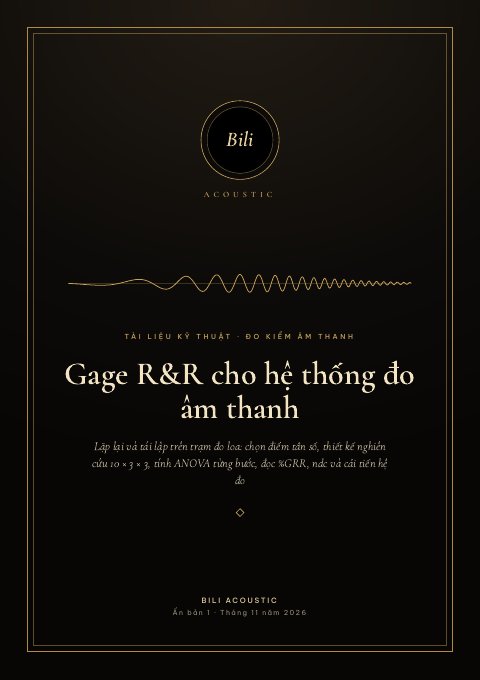 Bili
ACOUSTIC
TÀI LIỆU KỸ THUẬT · ĐO KIỂM ÂM THANH
Gage R&R cho hệ thống đo
âm thanh
Lặp lại và tái lập trên trạm đo loa: chọn điểm tần số, thiết kế nghiên
cứu 10 × 3 × 3, tính ANOVA từng bước, đọc %GRR, ndc và cải tiến hệ
đo
BILI ACOUSTIC
Ấn bản 1 · Tháng 11 năm 2026